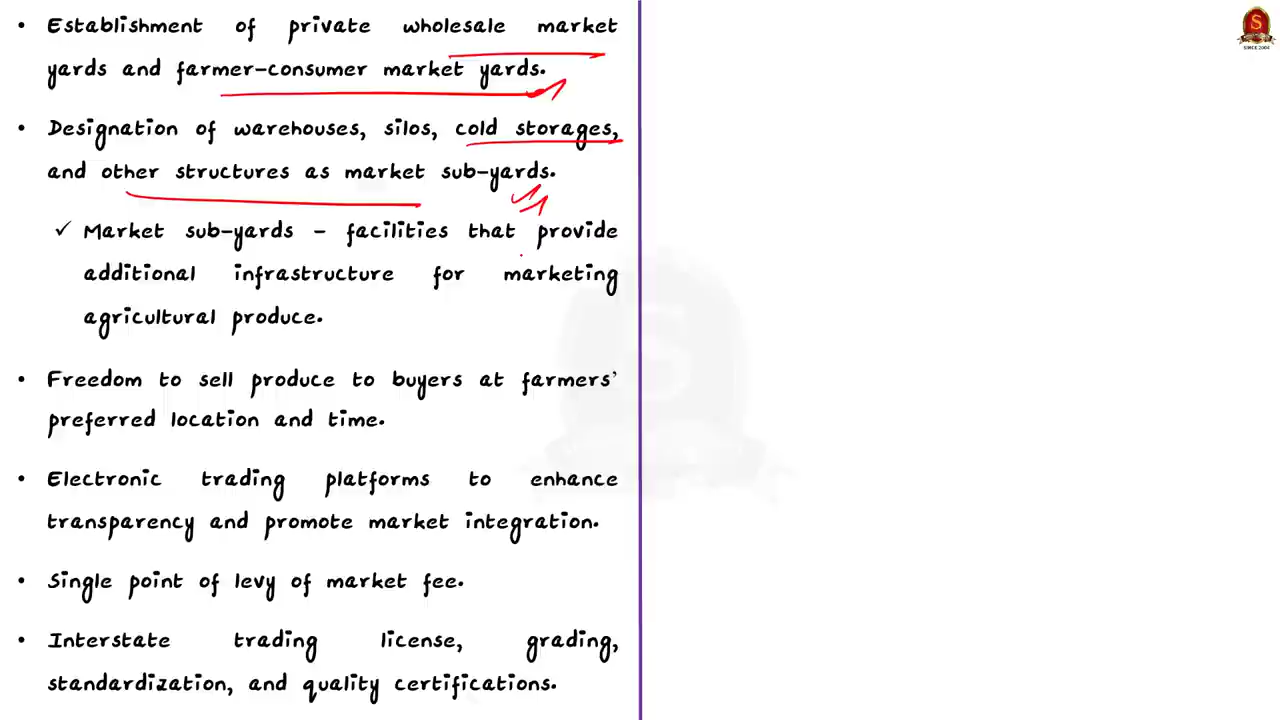 • Establishment of private wholesale market
yards and farmer-consumer market yards.
• Designation of warehouses, silos, cold storages,
and other structures as market sub-yards.
✓ Market sub-yards - facilities that provide
additional infrastructure for marketing
agricultural produce.
• Freedom to sell produce to buyers at farmers'
preferred location and time.
• Electronic trading platforms to enhance
transparency and promote market integration.
• Single point of levy of market fee.
• Interstate trading license, grading,
standardization, and quality certifications.
S
SINCE 2004
S